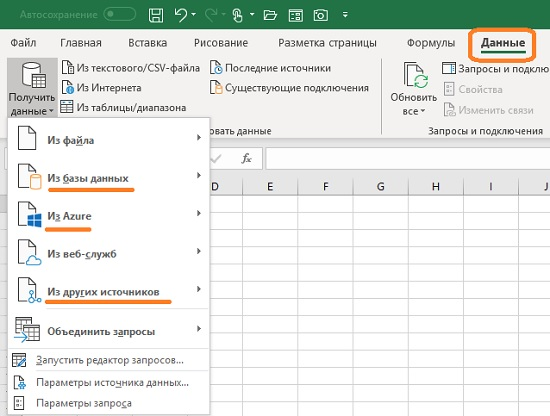 Автосохранение
Файл Главная Вставка Рисование Разметка страницы Формулы Данные
Получить данные
Из текстового/CSV-файла
Из Интернета
Из таблицы/диапазона
Последние источники
Существующие подключения
Обновить все
Запросы и подклю
Свойства
Изменить связи
овать данные
Запросы и подключения
Из файла
Из базы данных
Из Azure
Из веб-служб
Из других источников
Объединить запросы
Запустить редактор запросов...
Параметры источника данных...
Параметры запроса
fx
D E F G H I J